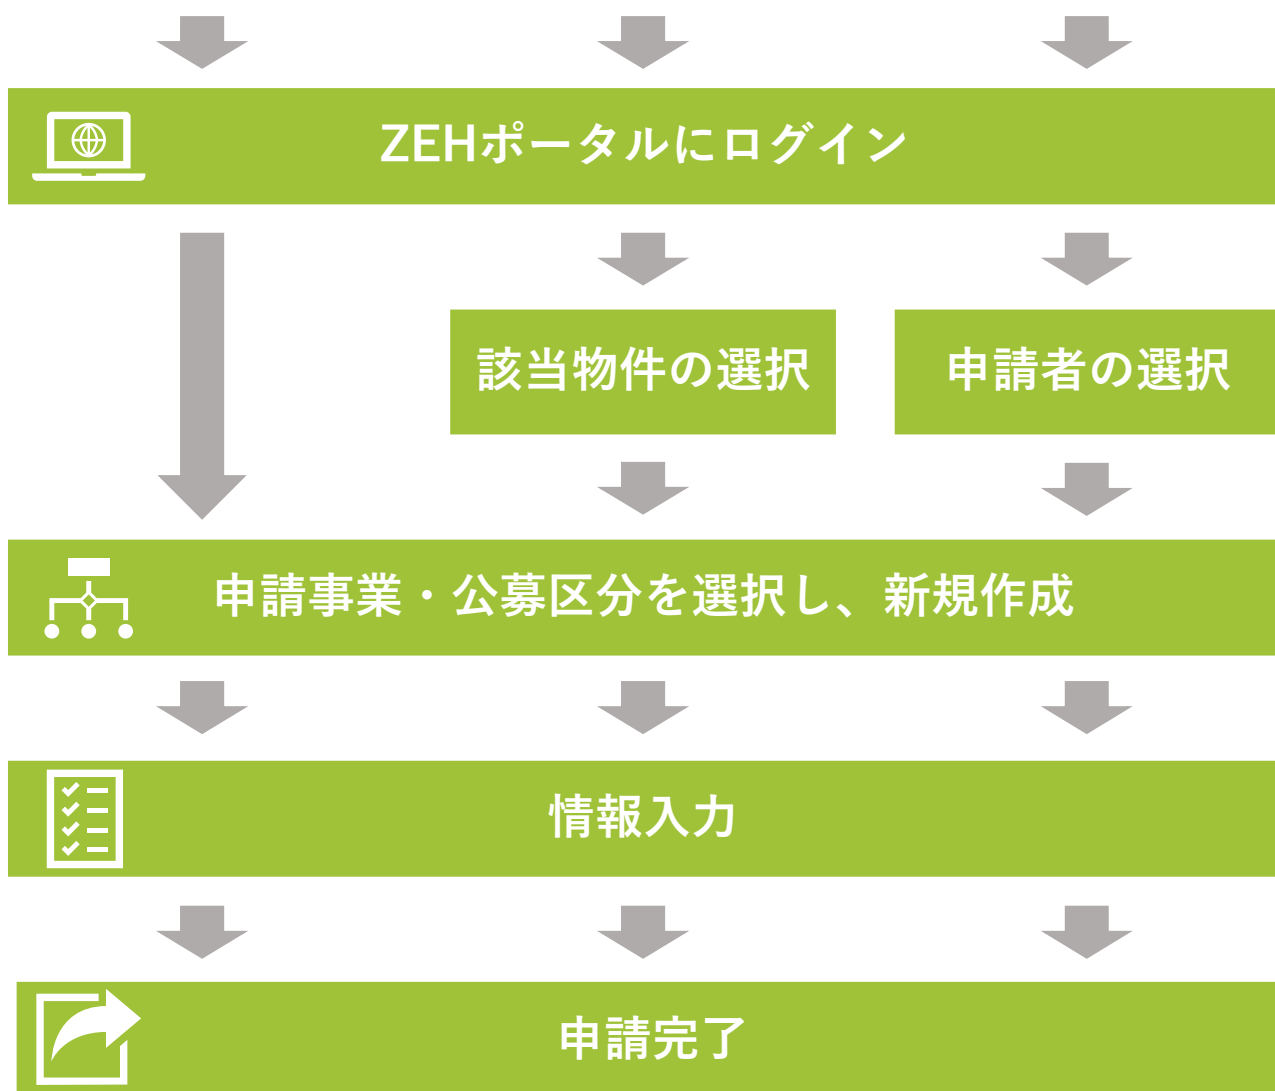 ZEHポータルにログイン
該当物件の選択
申請者の選択
申請事業・公募区分を選択し、新規作成
情報入力
申請完了